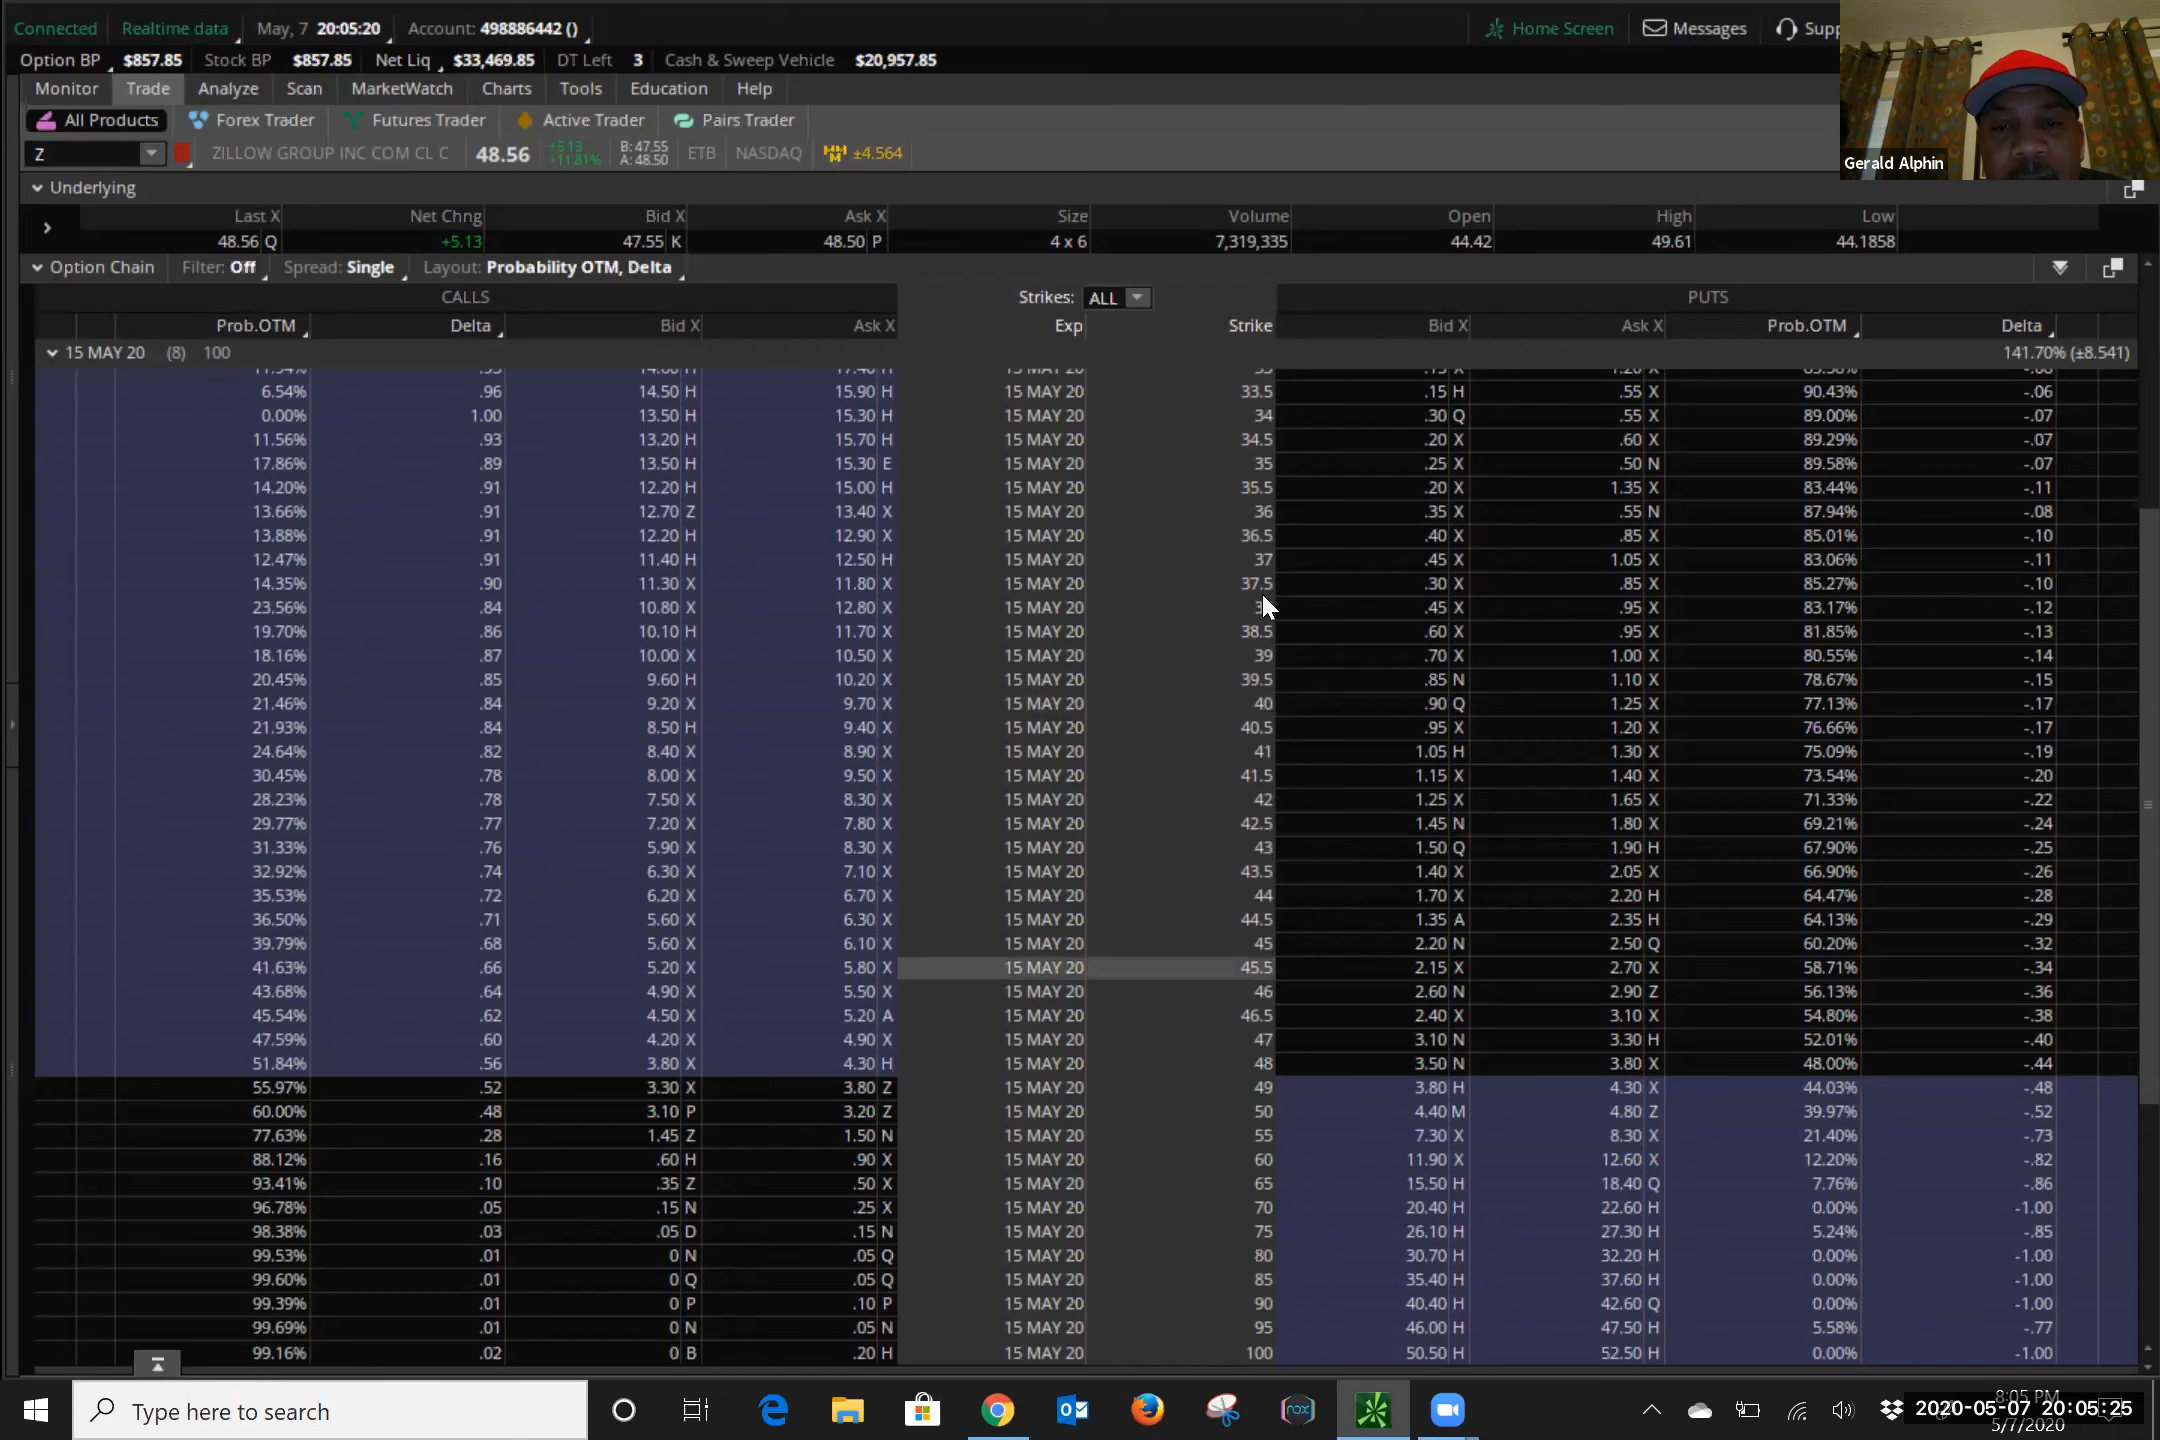 Connected Realtime data May, 7 20:05:20 Account: 498886442 () Home Screen Messages Supp
Option BP $857.85 Stock BP $857.85 Net Liq $33,469.85 DT Left 3 Cash & Sweep Vehicle $20,957.85
Monitor Trade Analyze Scan MarketWatch Charts Tools Education Help
All Products Forex Trader Futures Trader Active Trader Pairs Trader
Z ZILLOW GROUP INC COM CL C 48.56 +5.13 +11.81% B: 47.55 A: 48.50 ETB NASDAQ ±4.564
Gerald Alphin
Underlying
Last X Net Chng Bid X Ask X Size Volume Open High Low
48.56 Q +5.13 47.55 K 48.50 P 4 x 6 7,319,335 44.42 49.61 44.1858
Option Chain Filter: Off Spread: Single Layout: Probability OTM, Delta
CALLS Strikes: ALL PUTS
Prob.OTM Delta Bid X Ask X Exp Strike Bid X Ask X Prob.OTM Delta
15 MAY 20 (8) 100 141.70% (±8.541)
6.54% .96 14.50 H 15.90 H 15 MAY 20 33.5 .15 H .55 X 90.43% -.06
0.00% 1.00 13.50 H 15.30 H 15 MAY 20 34 .30 Q .55 X 89.00% -.07
11.56% .93 13.20 H 15.70 H 15 MAY 20 34.5 .20 X .60 X 89.29% -.07
17.86% .89 13.50 H 15.30 E 15 MAY 20 35 .25 X .50 N 89.58% -.07
14.20% .91 12.20 H 15.00 H 15 MAY 20 35.5 .20 X 1.35 X 83.44% -.11
13.66% .91 12.70 Z 13.40 X 15 MAY 20 36 .35 X .55 N 87.94% -.08
13.88% .91 12.20 H 12.90 X 15 MAY 20 36.5 .40 X .85 X 85.01% -.10
12.47% .91 11.40 H 12.50 H 15 MAY 20 37 .45 X 1.05 X 83.06% -.11
14.35% .90 11.30 X 11.80 X 15 MAY 20 37.5 .30 X .85 X 85.27% -.10
23.56% .84 10.80 X 12.80 X 15 MAY 20 .45 X .95 X 83.17% -.12
19.70% .86 10.10 H 11.70 X 15 MAY 20 38.5 .60 X .95 X 81.85% -.13
18.16% .87 10.00 X 10.50 X 15 MAY 20 39 .70 X 1.00 X 80.55% -.14
20.45% .85 9.60 H 10.20 X 15 MAY 20 39.5 .85 N 1.10 X 78.67% -.15
21.46% .84 9.20 X 9.70 X 15 MAY 20 40 .90 Q 1.25 X 77.13% -.17
21.93% .84 8.50 H 9.40 X 15 MAY 20 40.5 .95 X 1.20 X 76.66% -.17
24.64% .82 8.40 X 8.90 X 15 MAY 20 41 1.05 H 1.30 X 75.09% -.19
30.45% .78 8.00 X 9.50 X 15 MAY 20 41.5 1.15 X 1.40 X 73.54% -.20
28.23% .78 7.50 X 8.30 X 15 MAY 20 42 1.25 X 1.65 X 71.33% -.22
29.77% .77 7.20 X 7.80 X 15 MAY 20 42.5 1.45 N 1.80 X 69.21% -.24
31.33% .76 5.90 X 8.30 X 15 MAY 20 43 1.50 Q 1.90 H 67.90% -.25
32.92% .74 6.30 X 7.10 X 15 MAY 20 43.5 1.40 X 2.05 X 66.90% -.26
35.53% .72 6.20 X 6.70 X 15 MAY 20 44 1.70 X 2.20 H 64.47% -.28
36.50% .71 5.60 X 6.30 X 15 MAY 20 44.5 1.35 A 2.35 H 64.13% -.29
39.79% .68 5.60 X 6.10 X 15 MAY 20 45 2.20 N 2.50 Q 60.20% -.32
41.63% .66 5.20 X 5.80 X 15 MAY 20 45.5 2.15 X 2.70 X 58.71% -.34
43.68% .64 4.90 X 5.50 X 15 MAY 20 46 2.60 N 2.90 Z 56.13% -.36
45.54% .62 4.50 X 5.20 A 15 MAY 20 46.5 2.40 X 3.10 X 54.80% -.38
47.59% .60 4.20 X 4.90 X 15 MAY 20 47 3.10 N 3.30 H 52.01% -.40
51.84% .56 3.80 X 4.30 H 15 MAY 20 48 3.50 N 3.80 X 48.00% -.44
55.97% .52 3.30 X 3.80 Z 15 MAY 20 49 3.80 H 4.30 X 44.03% -.48
60.00% .48 3.10 P 3.20 Z 15 MAY 20 50 4.40 M 4.80 Z 39.97% -.52
77.63% .28 1.45 Z 1.50 N 15 MAY 20 55 7.30 X 8.30 X 21.40% -.73
88.12% .16 .60 H .90 X 15 MAY 20 60 11.90 X 12.60 X 12.20% -.82
93.41% .10 .35 Z .50 X 15 MAY 20 65 15.50 H 18.40 Q 7.76% -.86
96.78% .05 .15 N .25 X 15 MAY 20 70 20.40 H 22.60 H 0.00% -1.00
98.38% .03 .05 D .15 N 15 MAY 20 75 26.10 H 27.30 H 5.24% -.85
99.53% .01 0 N .05 Q 15 MAY 20 80 30.70 H 32.20 H 0.00% -1.00
99.60% .01 0 Q .05 Q 15 MAY 20 85 35.40 H 37.60 H 0.00% -1.00
99.39% .01 0 P .10 P 15 MAY 20 90 40.40 H 42.60 Q 0.00% -1.00
99.69% .01 0 N .05 N 15 MAY 20 95 46.00 H 47.50 H 5.58% -.77
99.16% .02 0 B .20 H 15 MAY 20 100 50.50 H 52.50 H 0.00% -1.00
Type here to search
8:05 PM
2020-05-07 20:05:25
5/7/2020